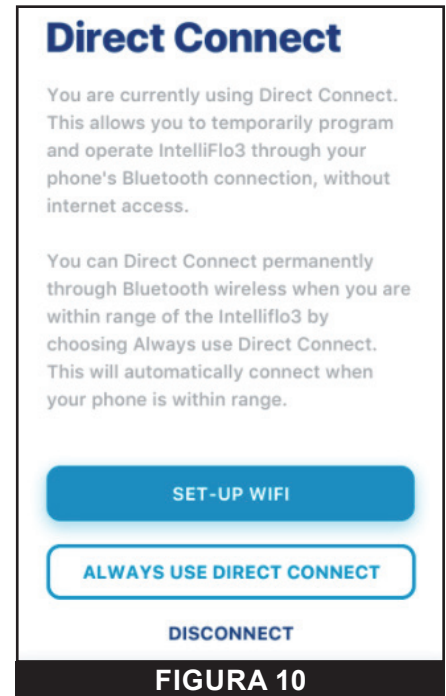 Direct Connect
You are currently using Direct Connect.
This allows you to temporarily program
and operate IntelliFlo3 through your
phone's Bluetooth connection, without
internet access.
You can Direct Connect permanently
through Bluetooth wireless when you are
within range of the Intelliflo3 by
choosing Always use Direct Connect.
This will automatically connect when
your phone is within range.
SET-UP WIFI
ALWAYS USE DIRECT CONNECT
DISCONNECT
FIGURA 10